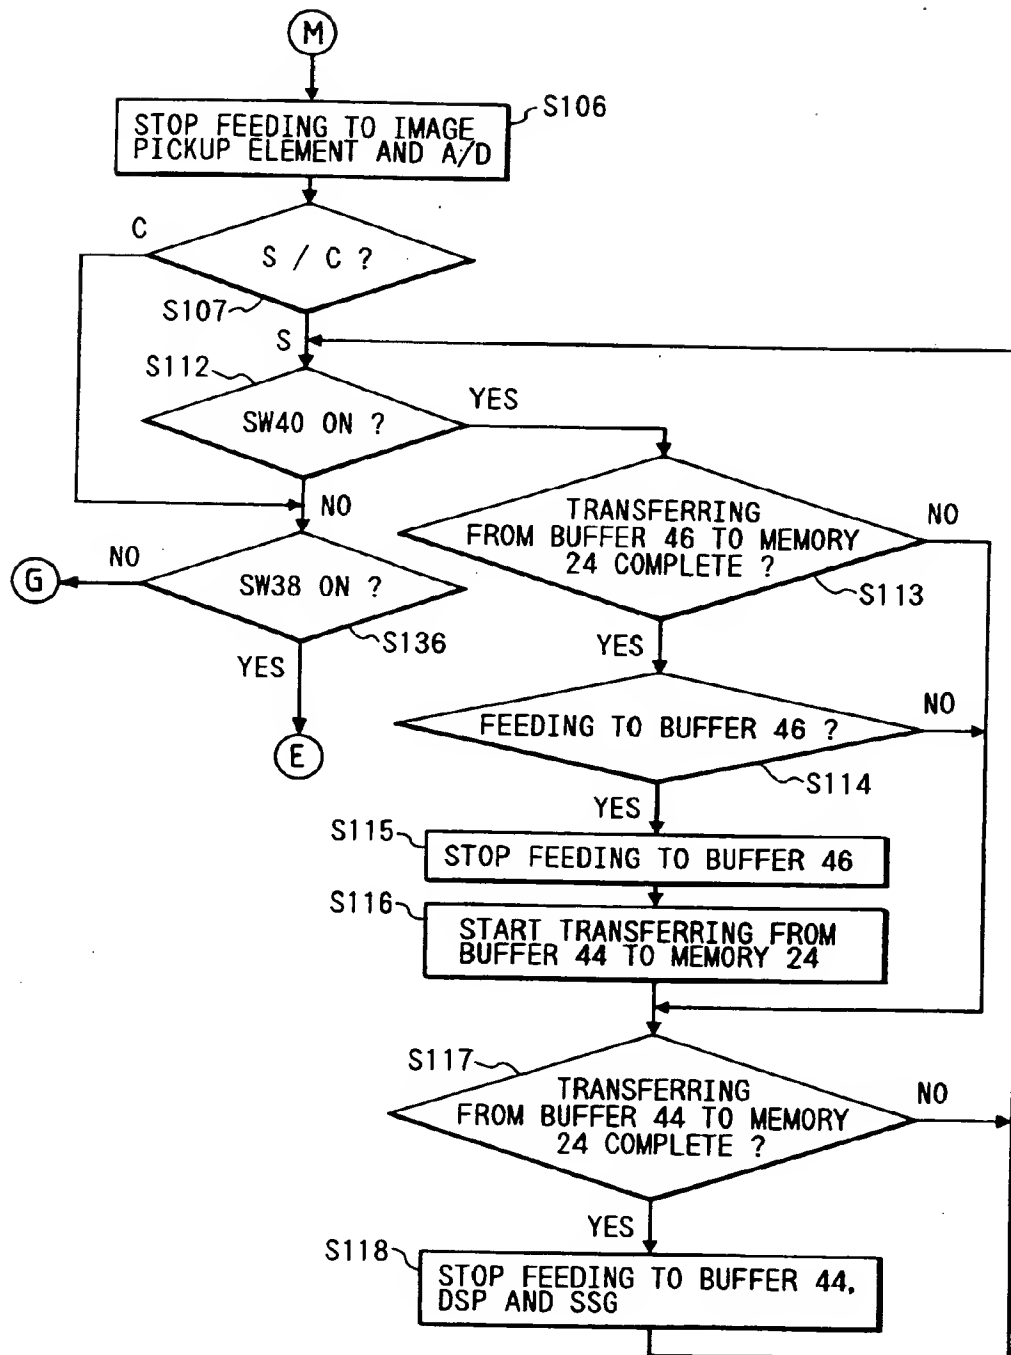 M
STOP FEEDING TO IMAGE
PICKUP ELEMENT AND A/D
S106
C
S / C ?
S107
S
S112
SW40 ON ?
YES
NO
TRANSFERRING
FROM BUFFER 46 TO MEMORY
24 COMPLETE ?
NO
S113
G
NO
SW38 ON ?
S136
YES
E
YES
FEEDING TO BUFFER 46 ?
NO
S114
YES
S115
STOP FEEDING TO BUFFER 46
S116
START TRANSFERRING FROM
BUFFER 44 TO MEMORY 24
S117
TRANSFERRING
FROM BUFFER 44 TO MEMORY
24 COMPLETE ?
NO
YES
S118
STOP FEEDING TO BUFFER 44,
DSP AND SSG